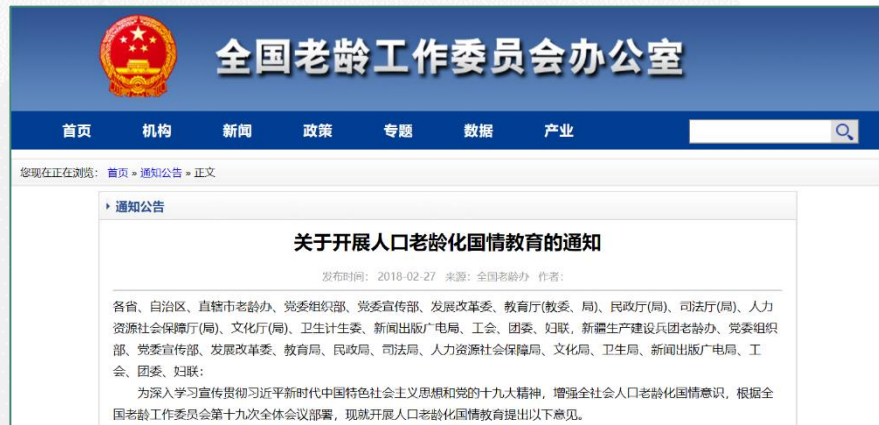 全国老龄工作委员会办公室
首页 机构 新闻 政策 专题 数据 产业
您现在正在浏览: 首页 » 通知公告 » 正文
通知公告
关于开展人口老龄化国情教育的通知
发布时间: 2018-02-27 来源: 全国老龄办 作者:
各省、自治区、直辖市老龄办、党委组织部、党委宣传部、发展改革委、教育厅(教委、局)、民政厅(局)、司法厅(局)、人力
资源社会保障厅(局)、文化厅(局)、卫生计生委、新闻出版广电局、工会、团委、妇联，新疆生产建设兵团老龄办、党委组织
部、党委宣传部、发展改革委、教育局、民政局、司法局、人力资源社会保障局、文化局、卫生局、新闻出版广电局、工
会、团委、妇联:
为深入学习宣传贯彻习近平新时代中国特色社会主义思想和党的十九大精神，增强全社会人口老龄化国情意识，根据全
国老龄工作委员会第十九次全体会议部署，现就开展人口老龄化国情教育提出以下意见。